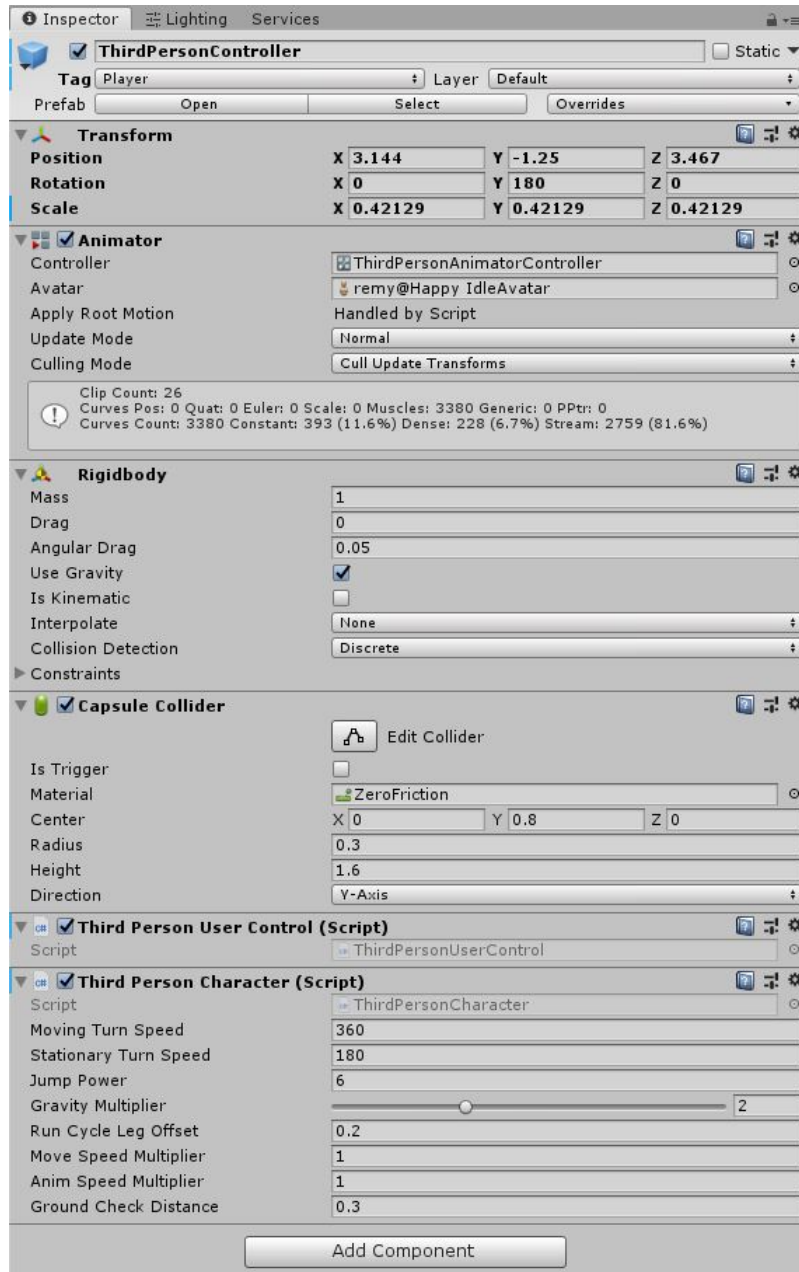 Inspector Lighting Services
ThirdPersonController Static
Tag Player Layer Default
Prefab Open Select Overrides
Transform
Position X 3.144 Y -1.25 Z 3.467
Rotation X 0 Y 180 Z 0
Scale X 0.42129 Y 0.42129 Z 0.42129
Animator
Controller ThirdPersonAnimatorController
Avatar remy@Happy IdleAvatar
Apply Root Motion Handled by Script
Update Mode Normal
Culling Mode Cull Update Transforms
Clip Count: 26
Curves Pos: 0 Quat: 0 Euler: 0 Scale: 0 Muscles: 3380 Generic: 0 PPtr: 0
Curves Count: 3380 Constant: 393 (11.6%) Dense: 228 (6.7%) Stream: 2759 (81.6%)
Rigidbody
Mass 1
Drag 0
Angular Drag 0.05
Use Gravity
Is Kinematic
Interpolate None
Collision Detection Discrete
Constraints
Capsule Collider
Edit Collider
Is Trigger
Material ZeroFriction
Center X 0 Y 0.8 Z 0
Radius 0.3
Height 1.6
Direction Y-Axis
Third Person User Control (Script)
Script ThirdPersonUserControl
Third Person Character (Script)
Script ThirdPersonCharacter
Moving Turn Speed 360
Stationary Turn Speed 180
Jump Power 6
Gravity Multiplier 2
Run Cycle Leg Offset 0.2
Move Speed Multiplier 1
Anim Speed Multiplier 1
Ground Check Distance 0.3
Add Component